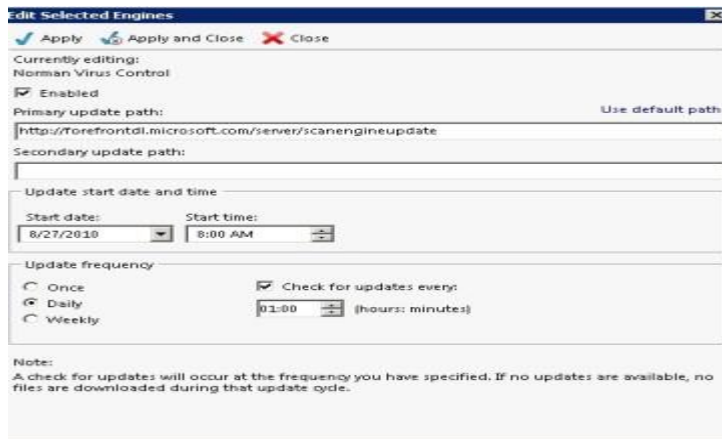 Edit Selected Engines
Apply Apply and Close Close
Currently editing:
Norman Virus Control
Enabled
Primary update path: Use default path
http://forefrontdl.microsoft.com/server/scanengineupdate
Secondary update path:
Update start date and time
Start date: Start time:
8/27/2010 8:00 AM
Update frequency
Once Check for updates every:
Daily 01:00 (hours: minutes)
Weekly
Note:
A check for updates will occur at the frequency you have specified. If no updates are available, no
files are downloaded during that update cycle.